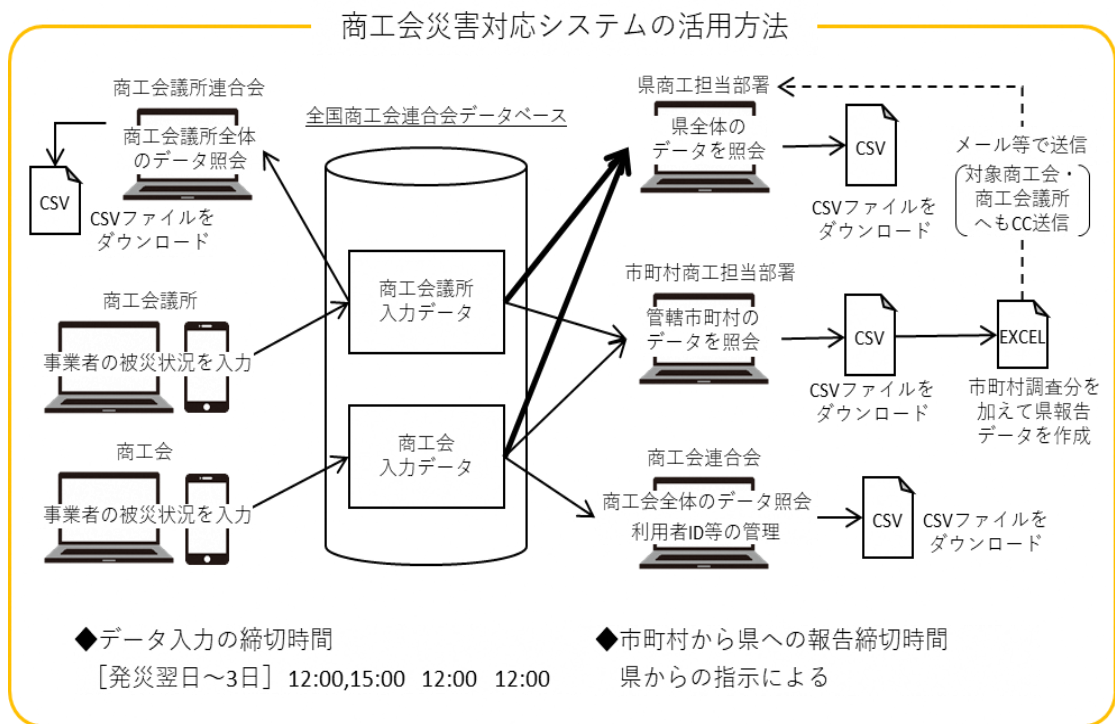 商工会災害対応システムの活用方法
商工会議所連合会
商工会議所全体
のデータ照会
CSV
CSVファイルを
ダウンロード
商工会議所
事業者の被災状況を入力
商工会
事業者の被災状況を入力
全国商工会連合会データベース
商工会議所
入力データ
商工会
入力データ
県商工担当部署
県全体の
データを照会
CSV
CSVファイルを
ダウンロード
メール等で送信
対象商工会・
商工会議所
へもCC送信
市町村商工担当部署
管轄市町村の
データを照会
CSV
CSVファイルを
ダウンロード
EXCEL
市町村調査分を
加えて県報告
データを作成
商工会連合会
商工会全体のデータ照会
利用者ID等の管理
CSV
CSVファイルを
ダウンロード
◆データ入力の締切時間
［発災翌日～3日］ 12:00,15:00 12:00 12:00
◆市町村から県への報告締切時間
県からの指示による